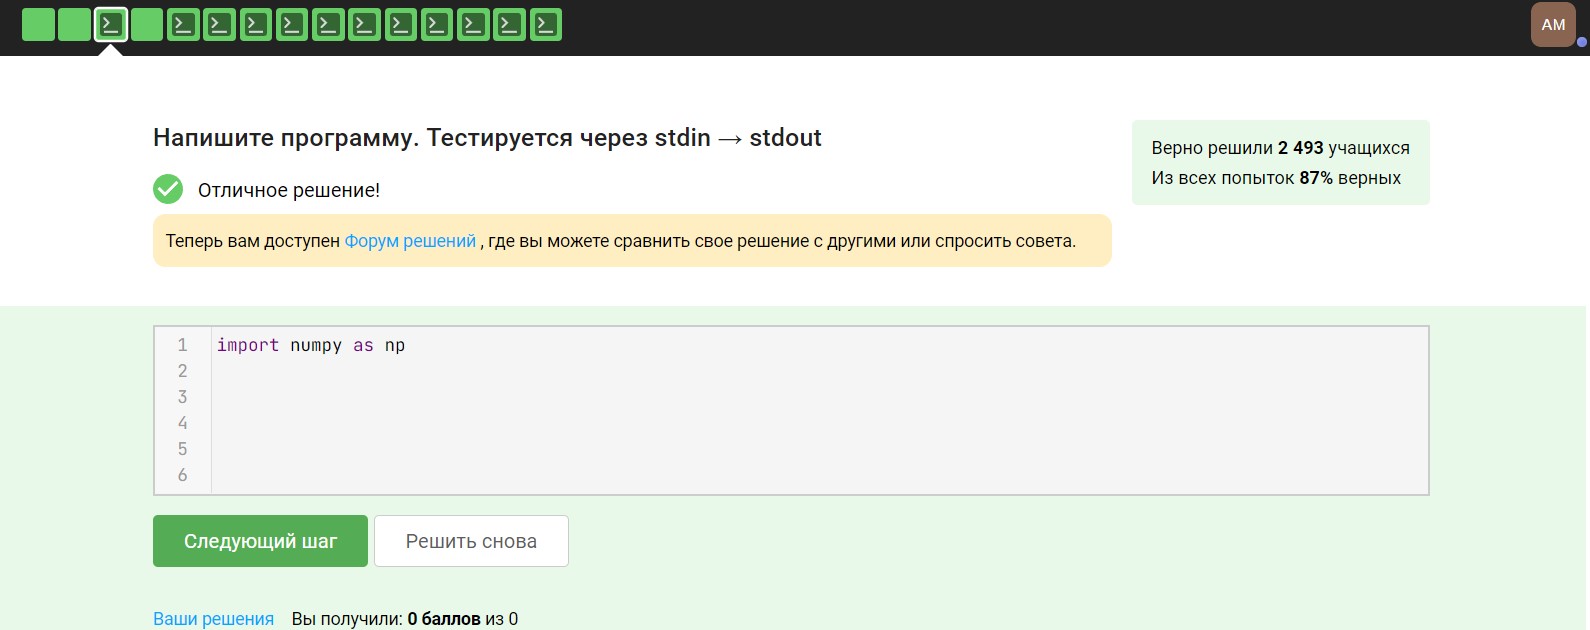 AM
Напишите программу. Тестируется через stdin → stdout
Верно решили 2 493 учащихся
Из всех попыток 87% верных
Отличное решение!
Теперь вам доступен Форум решений , где вы можете сравнить свое решение с другими или спросить совета.
1 import numpy as np
2
3
4
5
6
Следующий шаг Решить снова
Ваши решения Вы получили: 0 баллов из 0